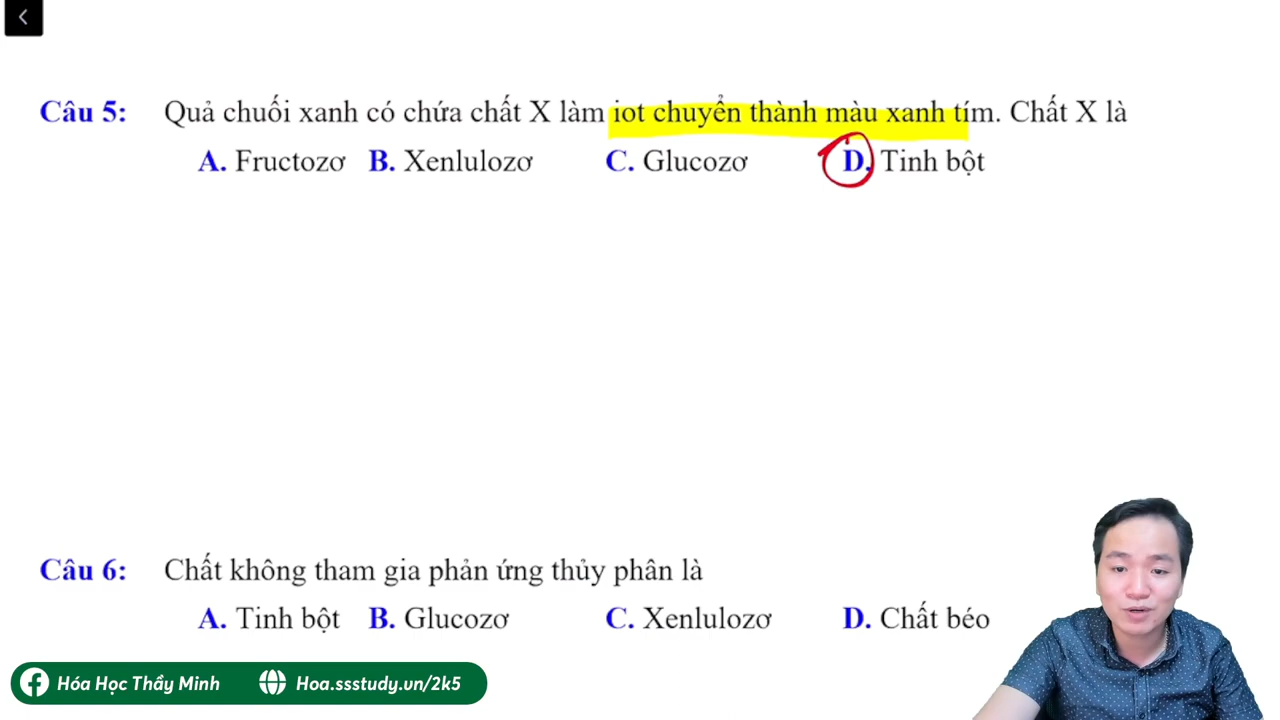 Câu 5: Quả chuối xanh có chứa chất X làm iot chuyển thành màu xanh tím. Chất X là
A. Fructozơ B. Xenlulozơ C. Glucozơ D. Tinh bột
Câu 6: Chất không tham gia phản ứng thủy phân là
A. Tinh bột B. Glucozơ C. Xenlulozơ D. Chất béo
Hóa Học Thầy Minh Hoa.ssstudy.vn/2k5